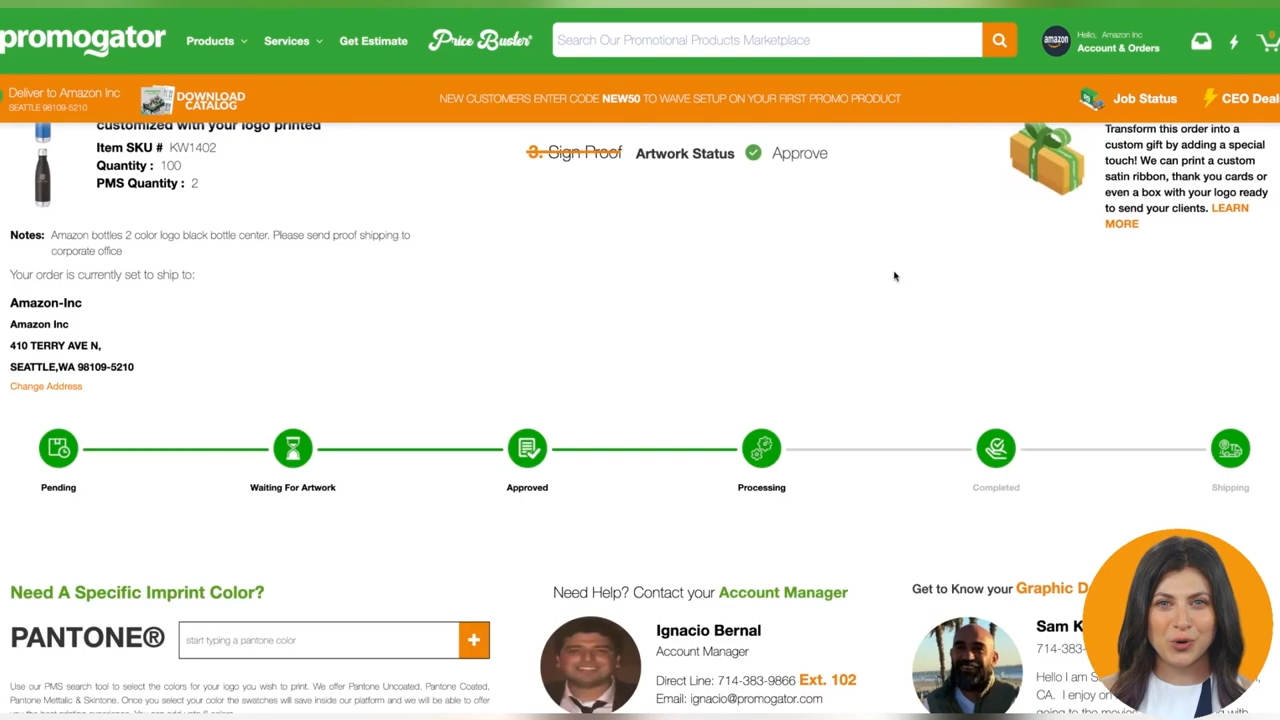 promogator
Products
Services
Get Estimate
Price Buster
Search Our Promotional Products Marketplace
amazon
Hello, Amazon Inc
Account & Orders
0
Deliver to Amazon Inc
SEATTLE 98109-5210
DOWNLOAD
CATALOG
NEW CUSTOMERS ENTER CODE NEW50 TO WAIVE SETUP ON YOUR FIRST PROMO PRODUCT
Job Status
CEO Deal
customized with your logo printed
Item SKU # KW1402
Quantity : 100
PMS Quantity : 2
3. Sign Proof
Artwork Status
Approve
Transform this order into a
custom gift by adding a special
touch! We can print a custom
satin ribbon, thank you cards or
even a box with your logo ready
to send your clients. LEARN
MORE
Notes: Amazon bottles 2 color logo black bottle center. Please send proof shipping to
corporate office
Your order is currently set to ship to:
Amazon-Inc
Amazon Inc
410 TERRY AVE N,
SEATTLE,WA 98109-5210
Change Address
Pending
Waiting For Artwork
Approved
Processing
Completed
Shipping
Need A Specific Imprint Color?
PANTONE®
start typing a pantone color
+
Use our PMS search tool to select the colors for your logo you wish to print. We offer Pantone Uncoated, Pantone Coated,
Pantone Mettalic & Skintone. Once you select your color the swatches will save inside our platform and we will be able to offer
Need Help? Contact your Account Manager
Ignacio Bernal
Account Manager
Direct Line: 714-383-9866 Ext. 102
Email: ignacio@promogator.com
Get to Know your Graphic D
Sam K
714-383-
Hello I am S
CA. I enjoy on
going to the movies